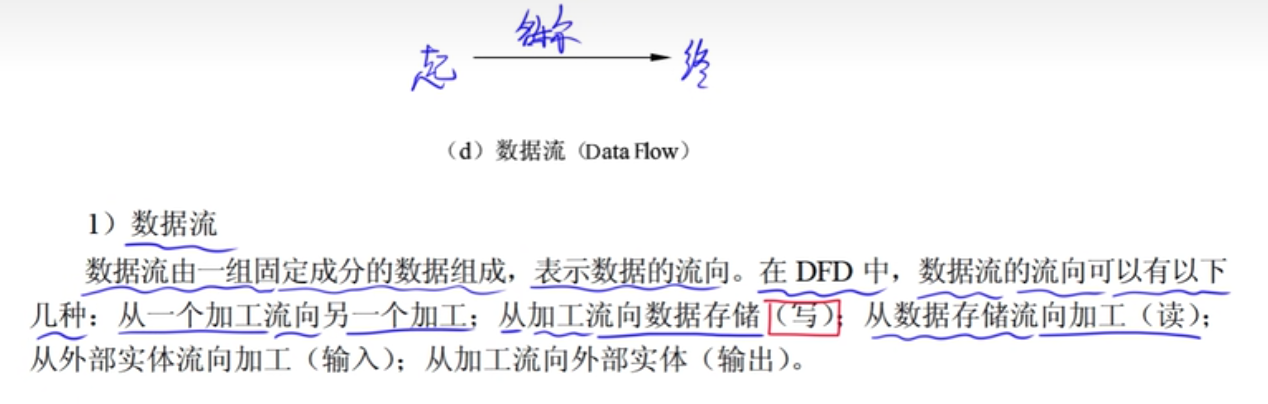 名称
起 终
(d) 数据流 (Data Flow)
1) 数据流
数据流由一组固定成分的数据组成，表示数据的流向。在 DFD 中，数据流的流向可以有以下
几种：从一个加工流向另一个加工；从加工流向数据存储（写）；从数据存储流向加工（读）；
从外部实体流向加工（输入）；从加工流向外部实体（输出）。